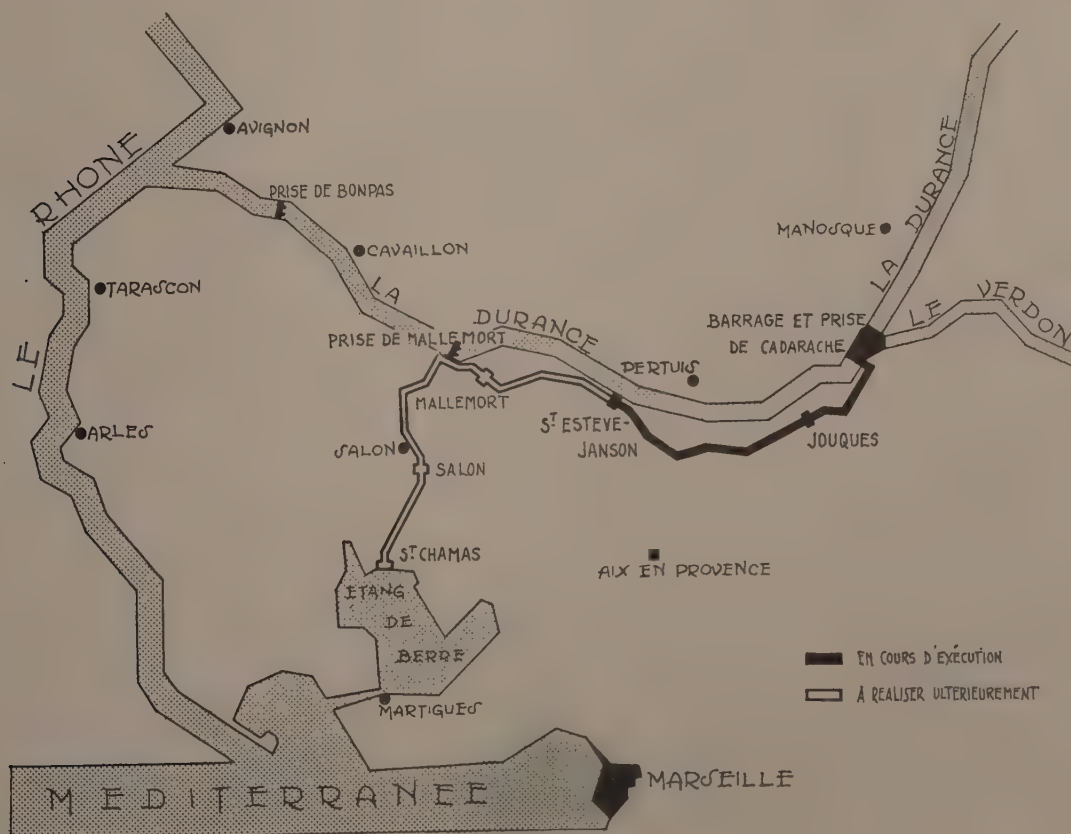 AVIGNON
LE RHONE
PRISE DE BONPAS
CAVAILLON
TARASCON
LA DURANCE
MANOSQUE
LA DURANCE
LE VERDON
BARRAGE ET PRISE
DE CADARACHE
PRISE DE MALLEMORT
PERTUIS
MALLEMORT
ST ESTEVE-
JANSON
JOUQUES
ARLES
SALON
SALON
ST CHAMAS
AIX EN PROVENCE
ETANG
DE
BERRE
EN COURS D'EXÉCUTION
À REALISER ULTERIEUREMENT
MARTIGUES
MARSEILLE
MEDITERRANEE